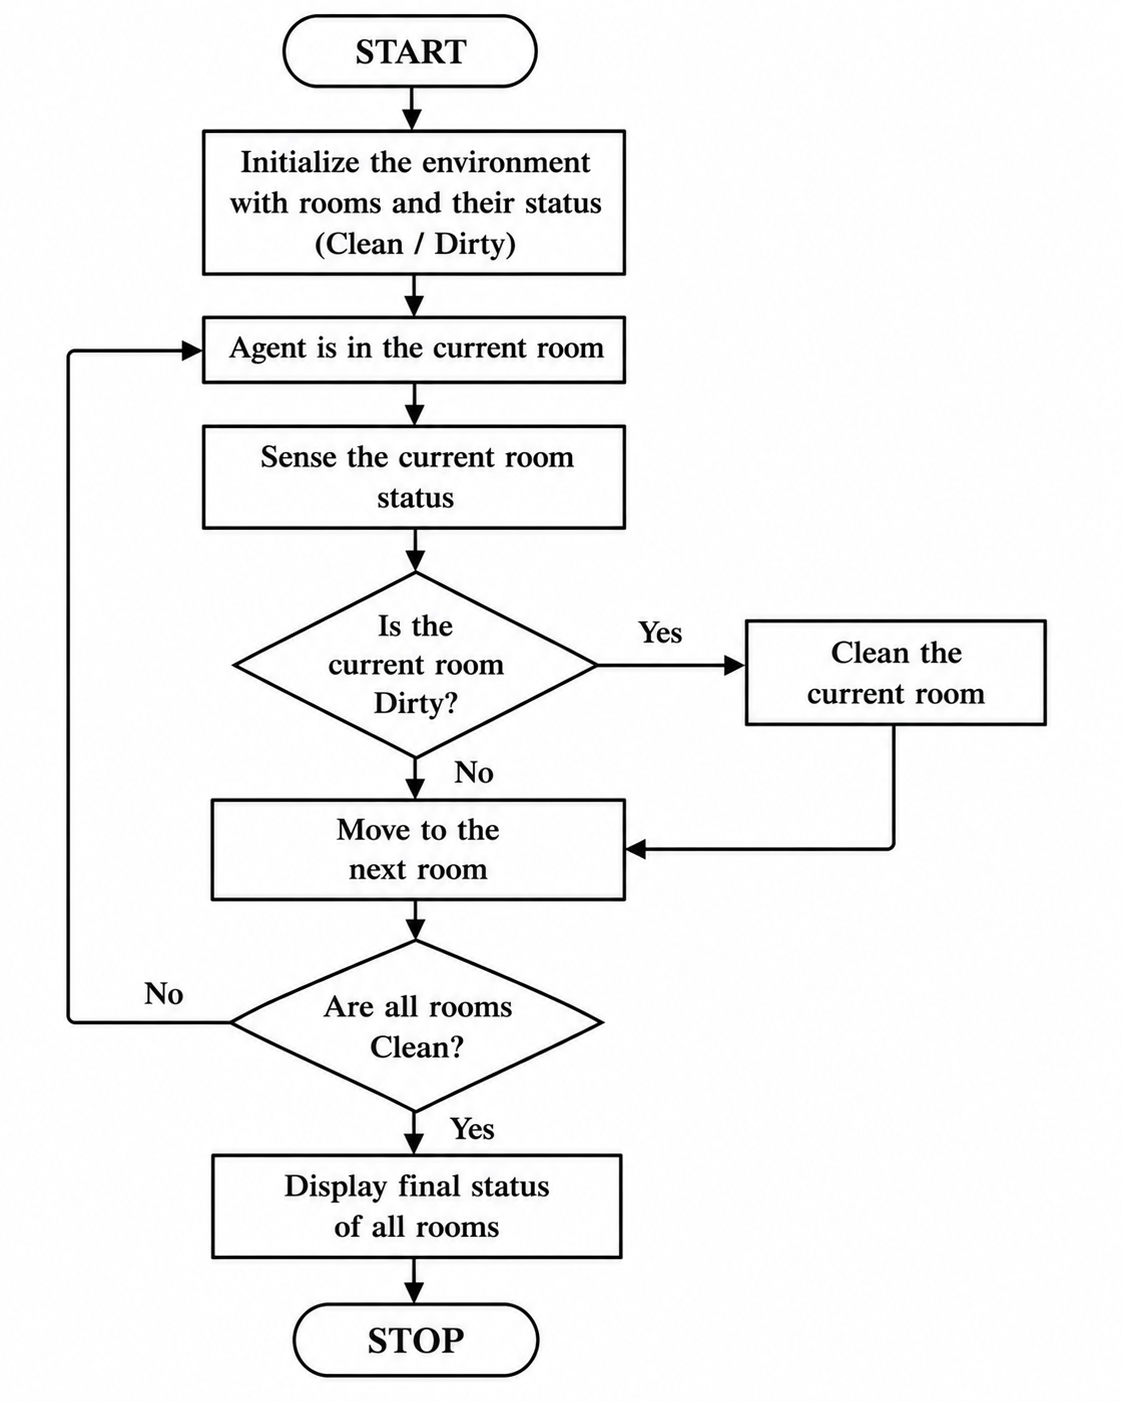 START
Initialize the environment
with rooms and their status
(Clean / Dirty)
Agent is in the current room
Sense the current room
status
Is the
current room
Dirty?
Yes
Clean the
current room
No
Move to the
next room
No
Are all rooms
Clean?
Yes
Display final status
of all rooms
STOP